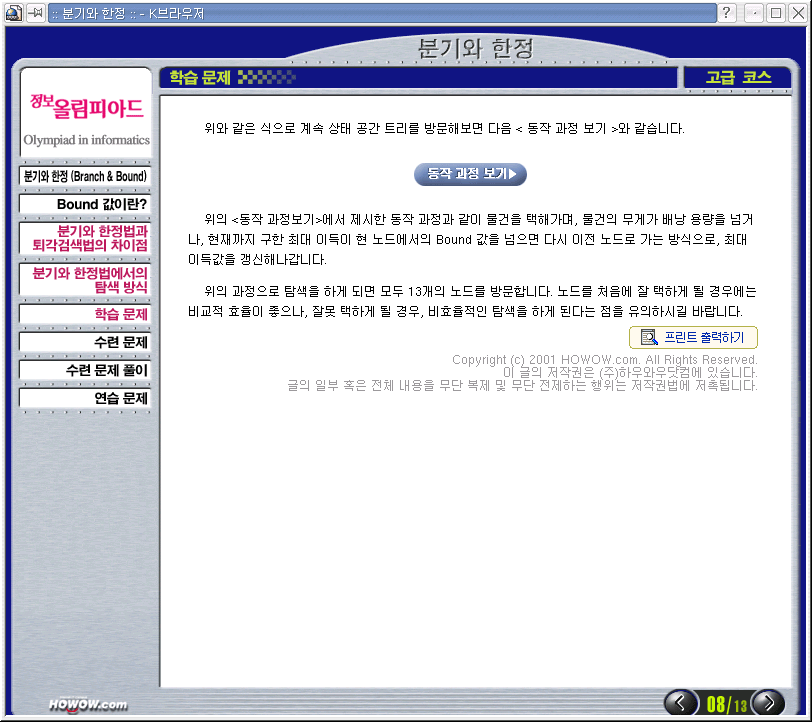 :: 분기와 한정 :: - K브라우저
분기와 한정
학습 문제
고급 코스
정보올림피아드
Olympiad in informatics
분기와 한정 (Branch & Bound)
Bound 값이란?
분기와 한정법과
퇴각검색법의 차이점
분기와 한정법에서의
탐색 방식
학습 문제
수련 문제
수련 문제 풀이
연습 문제
위와 같은 식으로 계속 상태 공간 트리를 방문해보면 다음 < 동작 과정 보기 >와 같습니다.
동작 과정 보기▶
위의 <동작 과정보기>에서 제시한 동작 과정과 같이 물건을 택해가며, 물건의 무게가 배낭 용량을 넘거
나, 현재까지 구한 최대 이득이 현 노드에서의 Bound 값을 넘으면 다시 이전 노드로 가는 방식으로, 최대
이득값을 갱신해나갑니다.
위의 과정으로 탐색을 하게 되면 모두 13개의 노드를 방문합니다. 노드를 처음에 잘 택하게 될 경우에는
비교적 효율이 좋으나, 잘못 택하게 될 경우, 비효율적인 탐색을 하게 된다는 점을 유의하시길 바랍니다.
프린트 출력하기
Copyright (c) 2001 HOWOW.com. All Rights Reserved.
이 글의 저작권은 (주)하우와우닷컴에 있습니다.
글의 일부 혹은 전체 내용을 무단 복제 및 무단 전제하는 행위는 저작권법에 저촉됩니다.
HOWOW.com
08/13